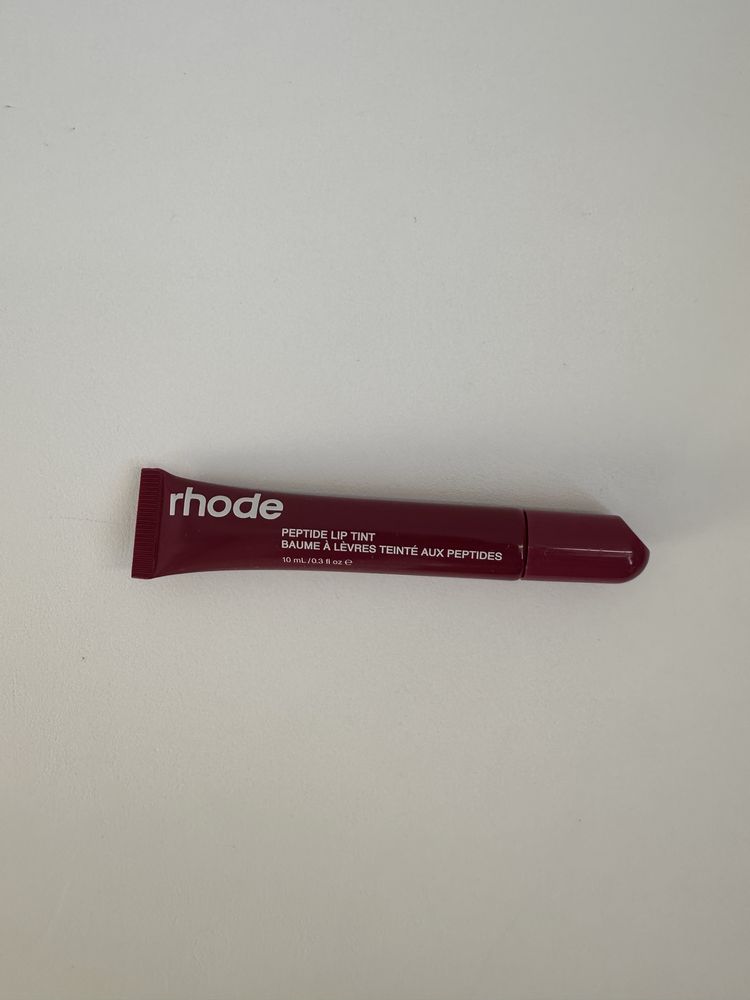 rhode
PEPTIDE LIP TINT
BAUME À LÈVRES TEINTÉ AUX PEPTIDES
10 mL / 0.3 fl oz ℮